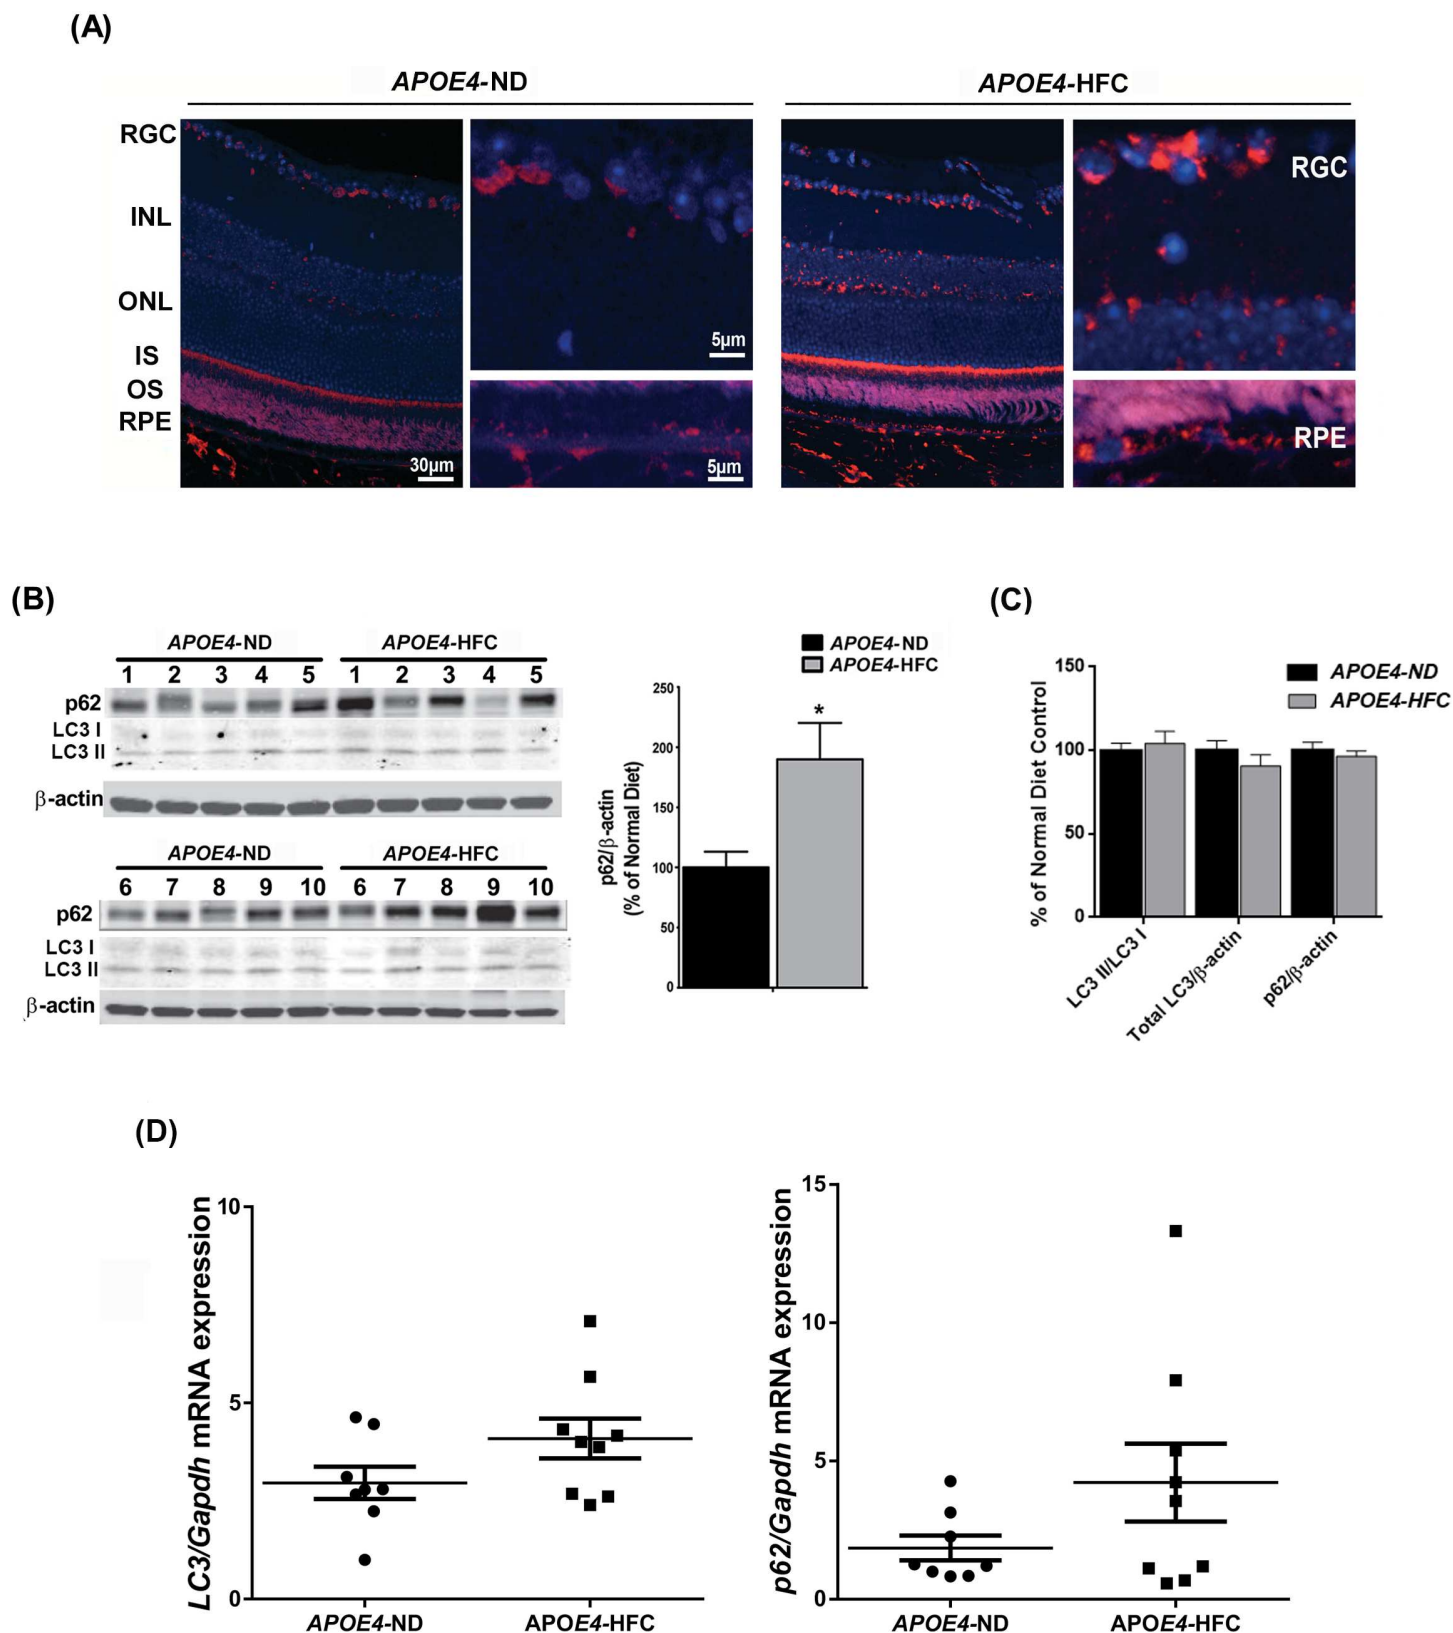 (A)
APOE4-ND
APOE4-HFC
RGC
INL
ONL
IS
OS
RPE
30µm
5µm
5µm
RGC
RPE
(B)
APOE4-ND APOE4-HFC
1 2 3 4 5 1 2 3 4 5
p62
LC3 I
LC3 II
β-actin
APOE4-ND APOE4-HFC
6 7 8 9 10 6 7 8 9 10
p62
LC3 I
LC3 II
β-actin
APOE4-ND
APOE4-HFC
p62/β-actin
(% of Normal Diet)
250
200
150
100
50
0
*
(C)
APOE4-ND
APOE4-HFC
% of Normal Diet Control
150
100
50
0
LC3 II/LC3 I
Total LC3/β-actin
p62/β-actin
(D)
LC3/Gapdh mRNA expression
10
5
0
APOE4-ND
APOE4-HFC
p62/Gapdh mRNA expression
15
10
5
0
APOE4-ND
APOE4-HFC